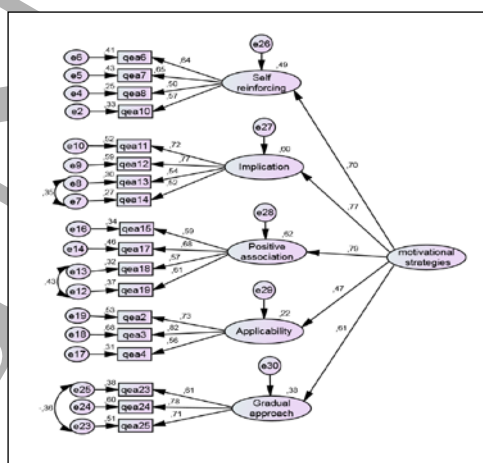 e6 ,41 qea6 ,64
e5 ,43 qea7 ,65
e4 ,25 qea8 ,50
e2 ,33 qea10 ,57
e26
,49
Self
reinforcing
,70
e10 ,52 qea11 ,72
e9 ,59 qea12 ,77
e8 ,30 qea13 ,54
e7 ,27 qea14 ,52
,35
e27
,60
Implication
,77
e16 ,34 qea15 ,59
e14 ,46 qea17 ,68
e13 ,32 qea18 ,57
e12 ,37 qea19 ,61
,43
e28
,62
Positive
association
,79
motivational
strategies
e19 ,53 qea2 ,73
e18 ,68 qea3 ,82
e17 ,31 qea4 ,56
e29
,22
Applicability
,47
e25 ,38 qea23 ,61
e24 ,60 qea24 ,78
e23 ,51 qea25 ,71
-,36
e30
Gradual
approach
,61